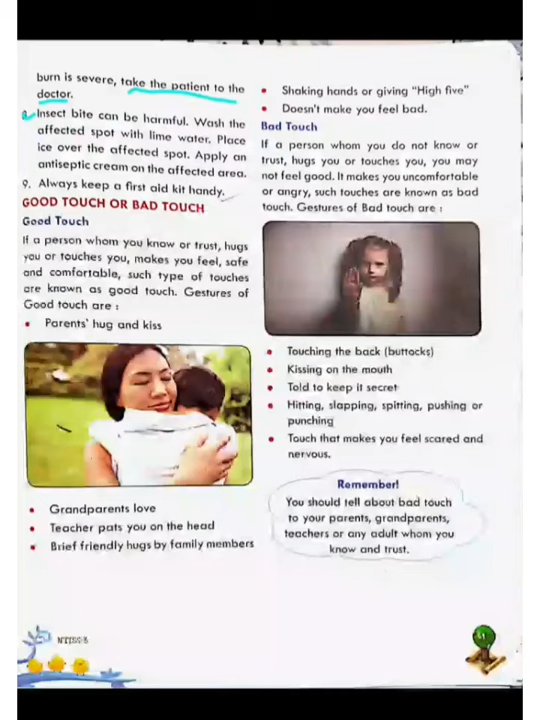 burn is severe, take the patient to the
doctor.
8. Insect bite can be harmful. Wash the
affected spot with lime water. Place
ice over the affected spot. Apply an
antiseptic cream on the affected area.
9. Always keep a first aid kit handy.
GOOD TOUCH OR BAD TOUCH
Good Touch
If a person whom you know or trust, hugs
you or touches you, makes you feel, safe
and comfortable, such type of touches
are known as good touch. Gestures of
Good touch are :
• Parents' hug and kiss
• Grandparents love
• Teacher pats you on the head
• Brief friendly hugs by family members
• Shaking hands or giving "High five"
• Doesn't make you feel bad.
Bad Touch
If a person whom you do not know or
trust, hugs you or touches you, you may
not feel good. It makes you uncomfortable
or angry, such touches are known as bad
touch. Gestures of Bad touch are :
• Touching the back (buttocks)
• Kissing on the mouth
• Told to keep it secret
• Hitting, slapping, spitting, pushing or
punching
• Touch that makes you feel scared and
nervous.
Remember!
You should tell about bad touch
to your parents, grandparents,
teachers or any adult whom you
know and trust.